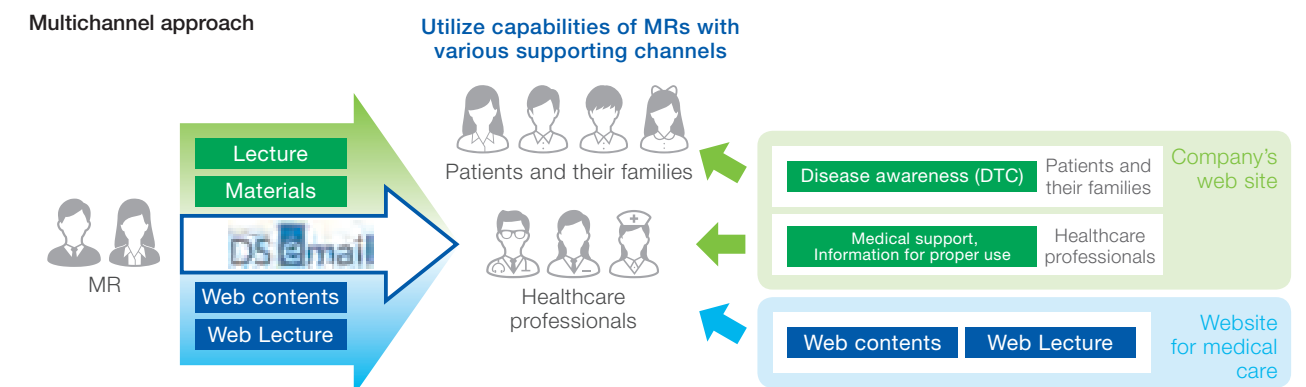 Multichannel approach
Utilize capabilities of MRs with
various supporting channels
Lecture
Materials
DS email
Web contents
Web Lecture
MR
Patients and their families
Healthcare
professionals
Disease awareness (DTC)
Patients and
their families
Company's
web site
Medical support,
Information for proper use
Healthcare
professionals
Web contents
Web Lecture
Website
for medical
care